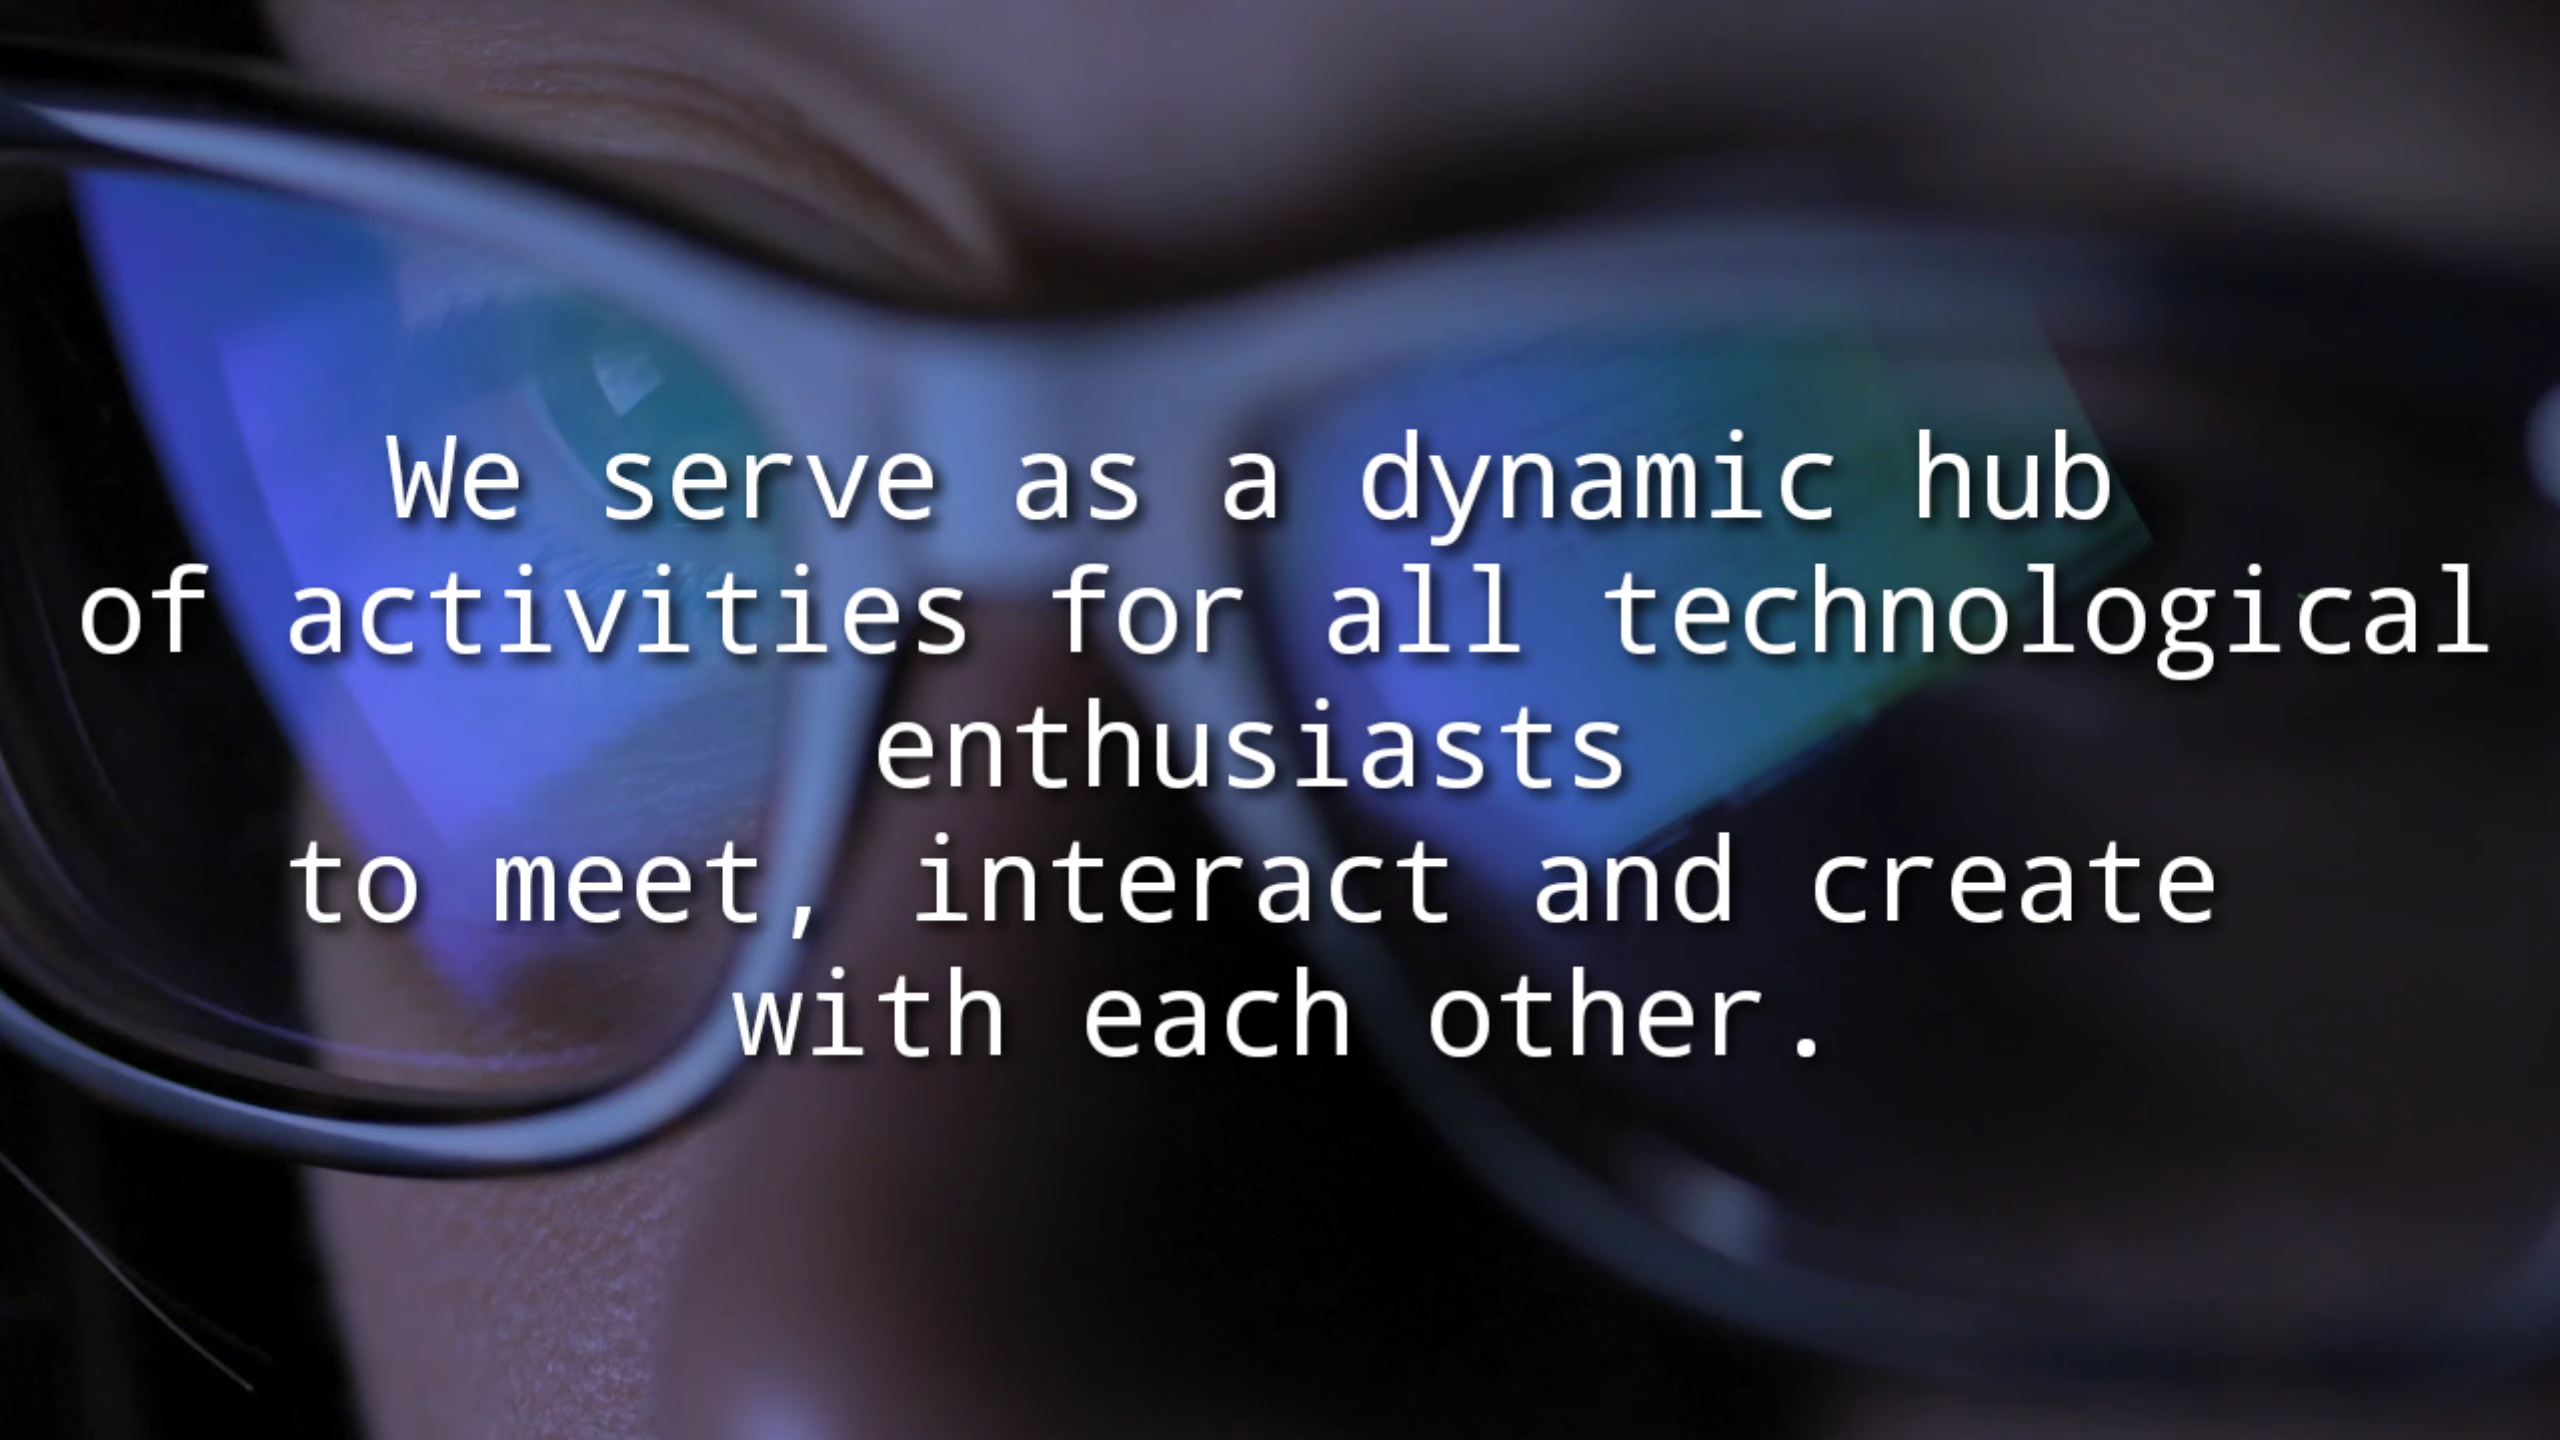 We serve as a dynamic hub
of activities for all technological
enthusiasts
to meet, interact and create
with each other.